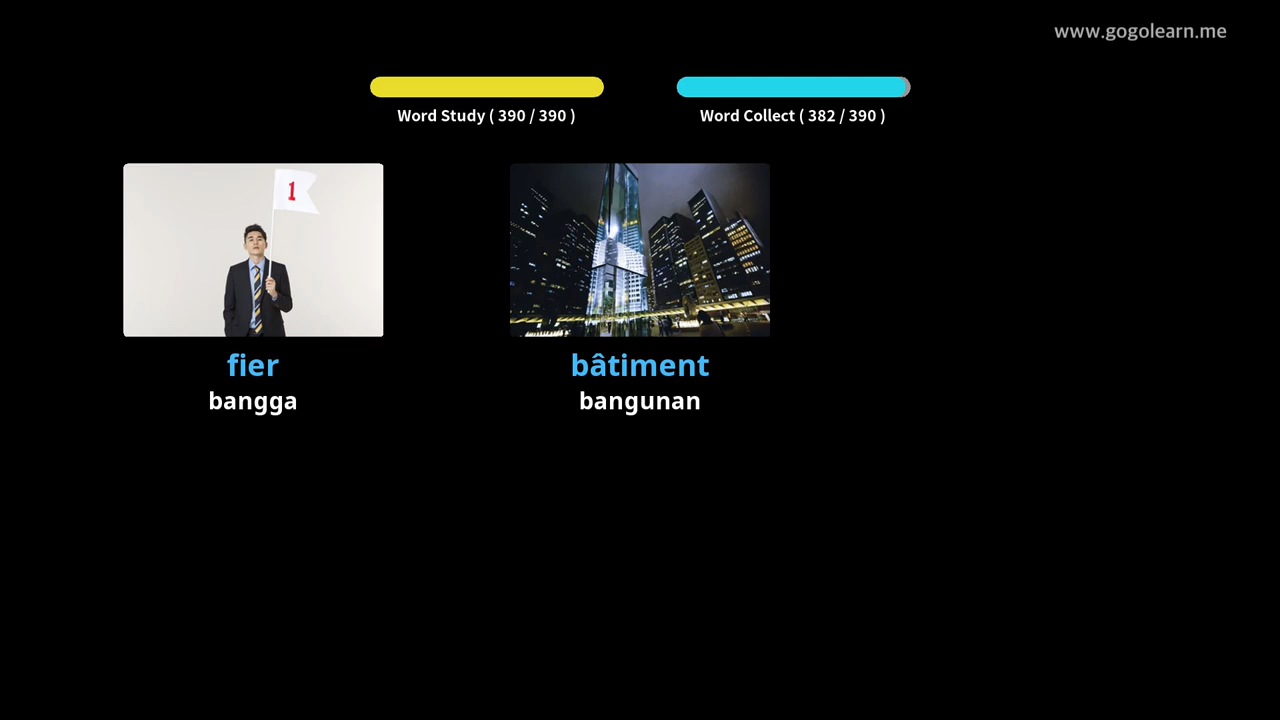 www.gogolearn.me
Word Study ( 390 / 390 )
Word Collect ( 382 / 390 )
1
fier
bangga
bâtiment
bangunan